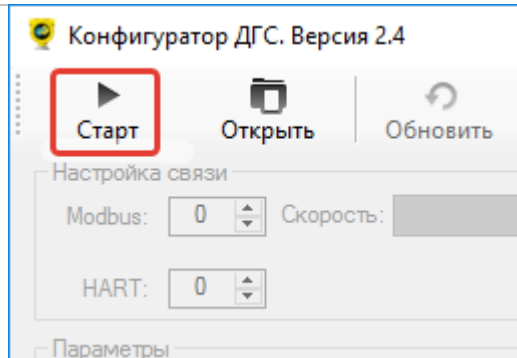 Конфигуратор ДГС. Версия 2.4
Старт Открыть Обновить
Настройка связи
Modbus: 0 Скорость:
HART: 0
Параметры